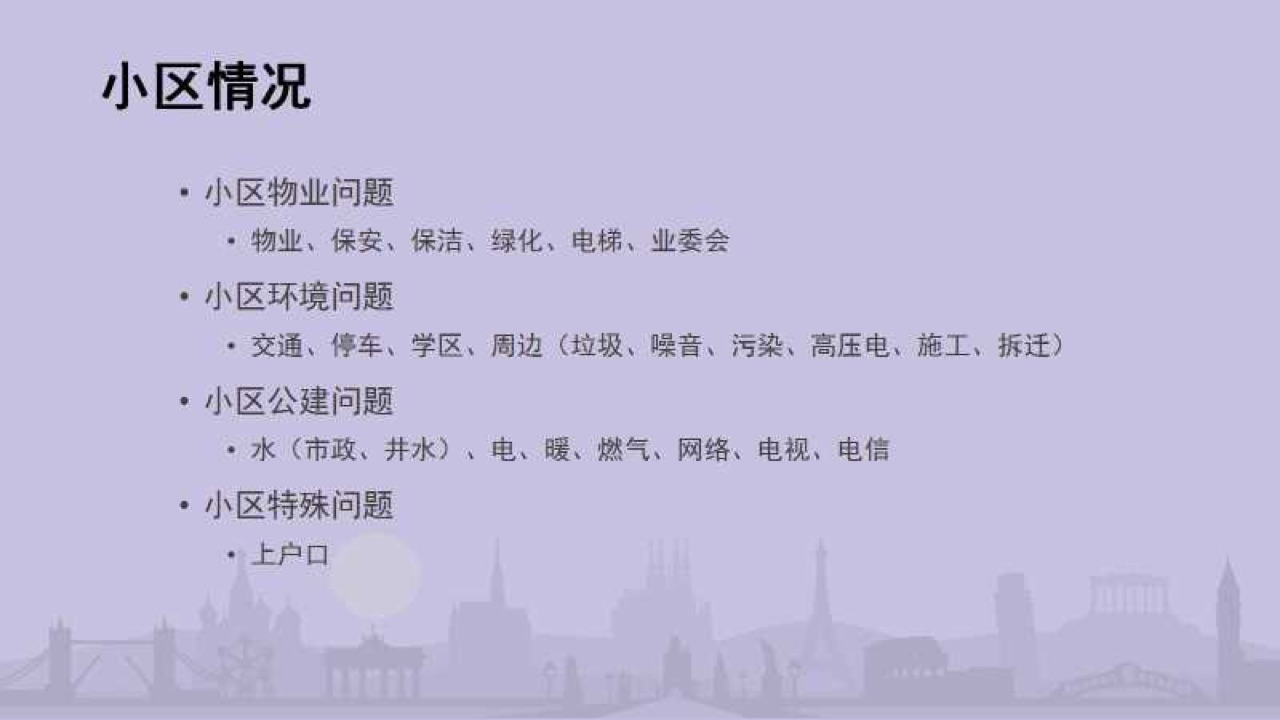 小区情况
• 小区物业问题
• 物业、保安、保洁、绿化、电梯、业委会
• 小区环境问题
• 交通、停车、学区、周边（垃圾、噪音、污染、高压电、施工、拆迁）
• 小区公建问题
• 水（市政、井水）、电、暖、燃气、网络、电视、电信
• 小区特殊问题
• 上户口